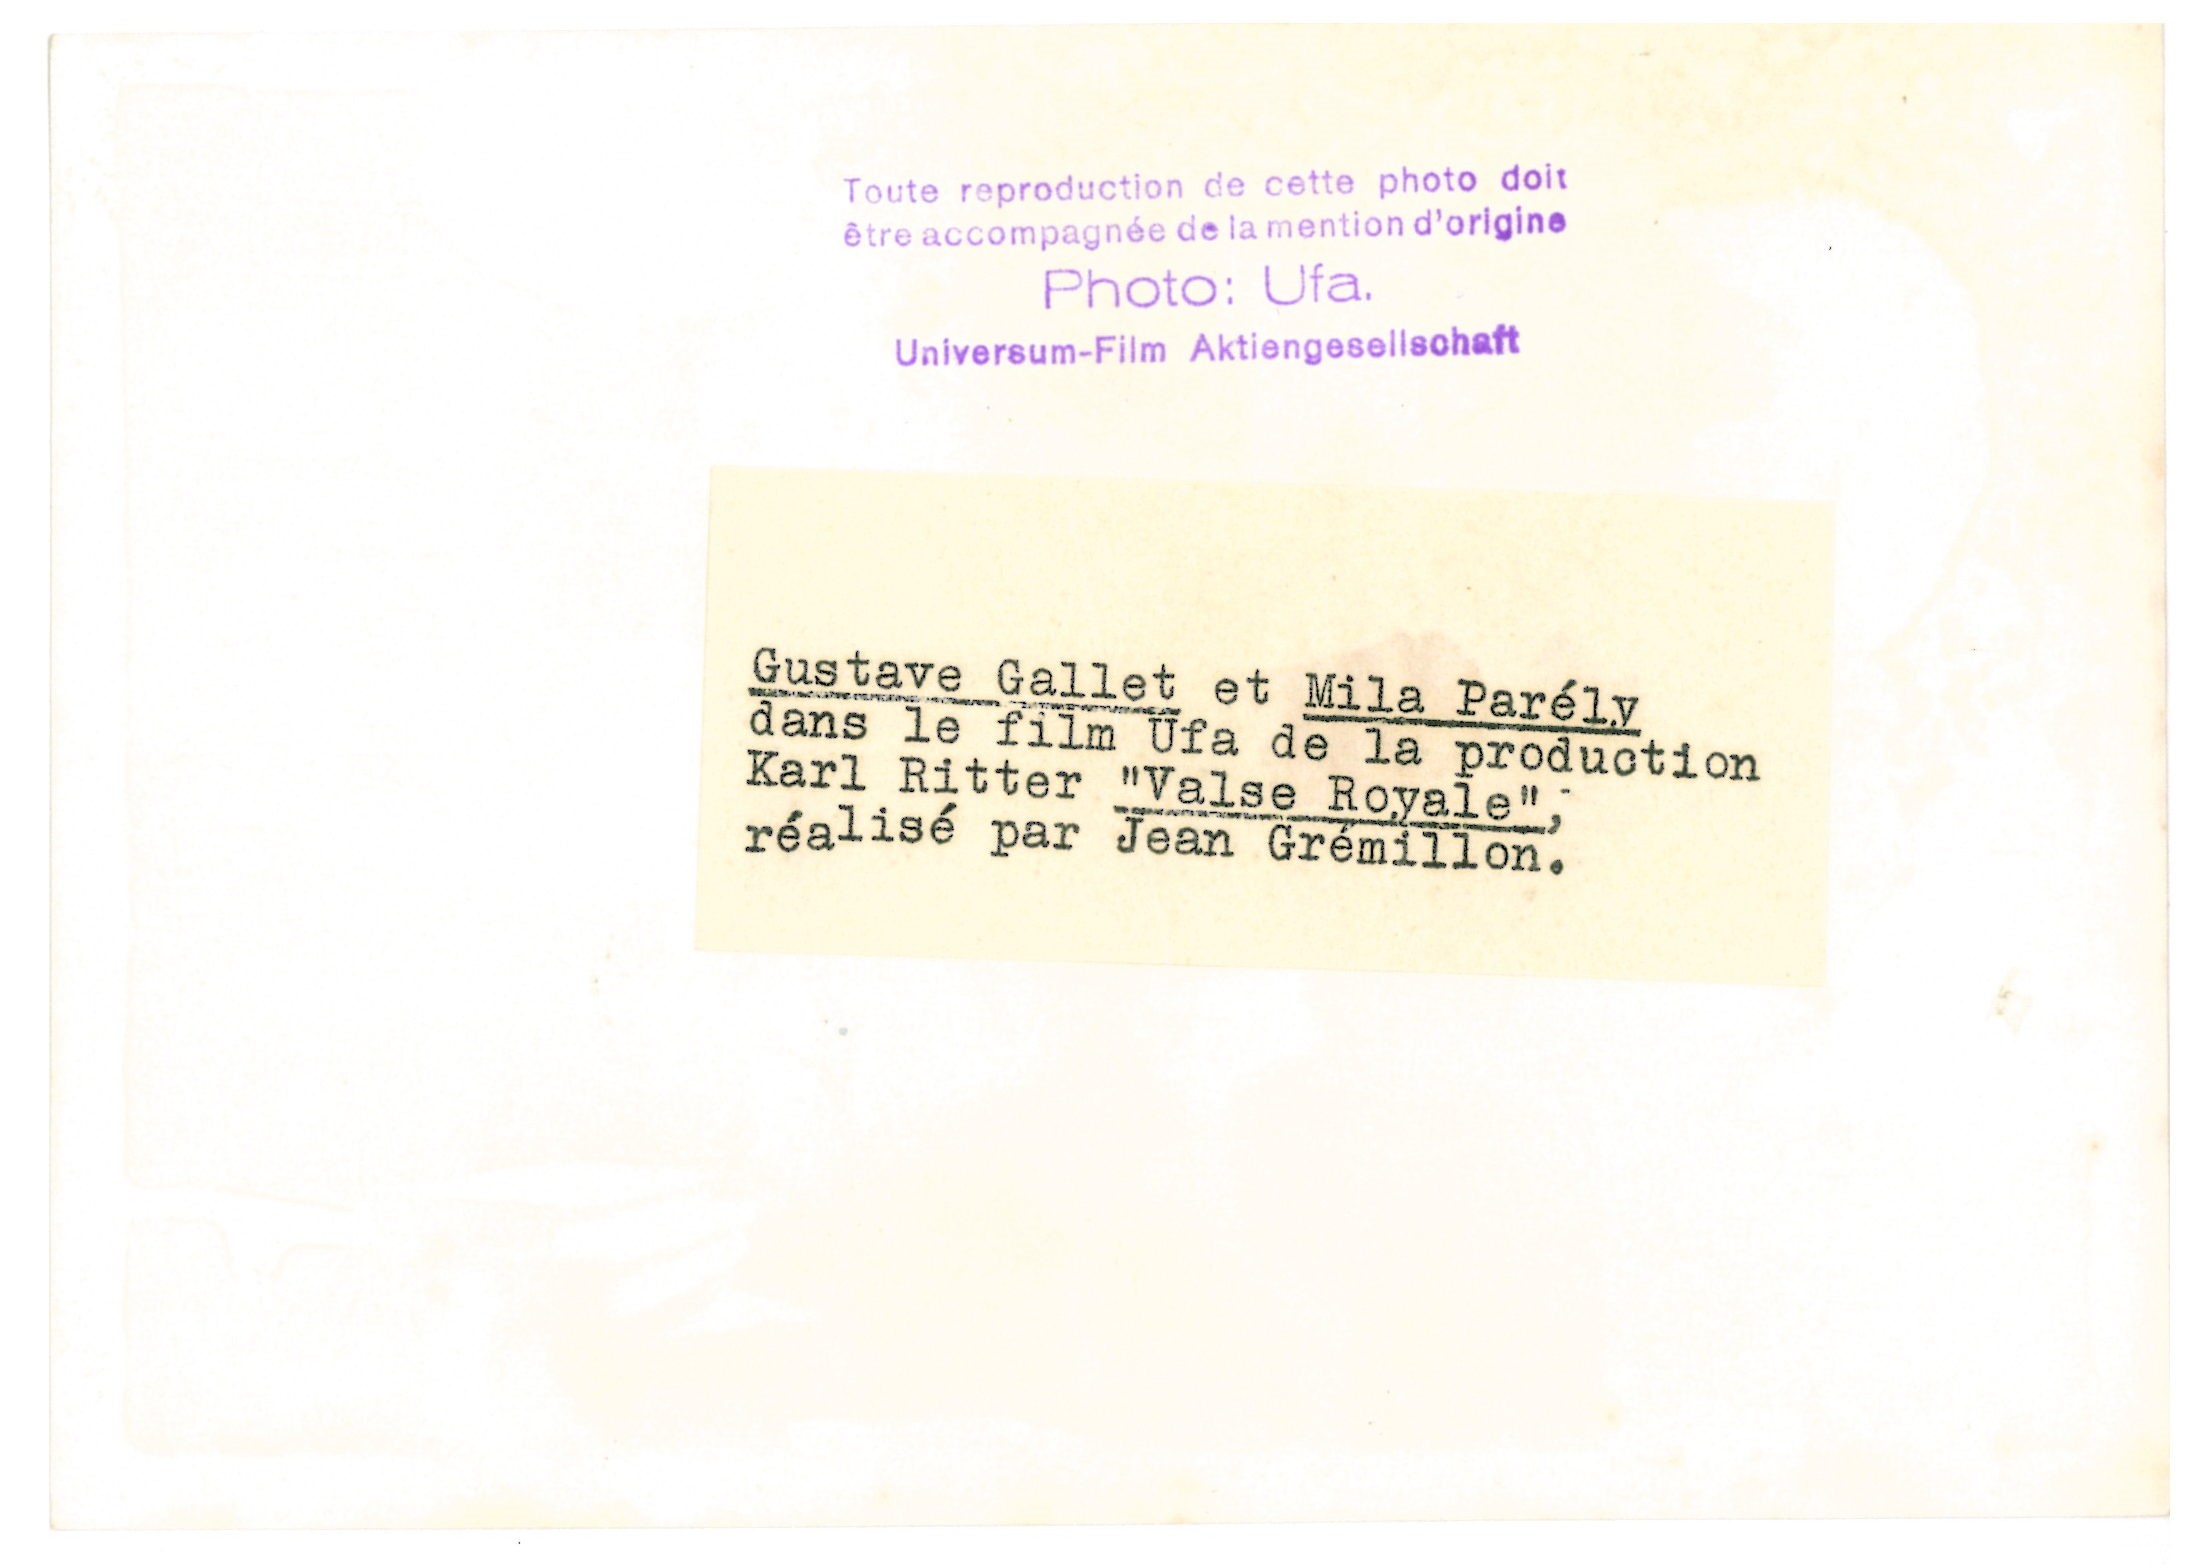 Toute reproduction de cette photo doit
être accompagnée de la mention d'origine
Photo: Ufa.
Universum-Film Aktiengesellschaft
Gustave Gallet et Mila Parély
dans le film Ufa de la production
Karl Ritter "Valse Royale",
réalisé par Jean Grémillon.